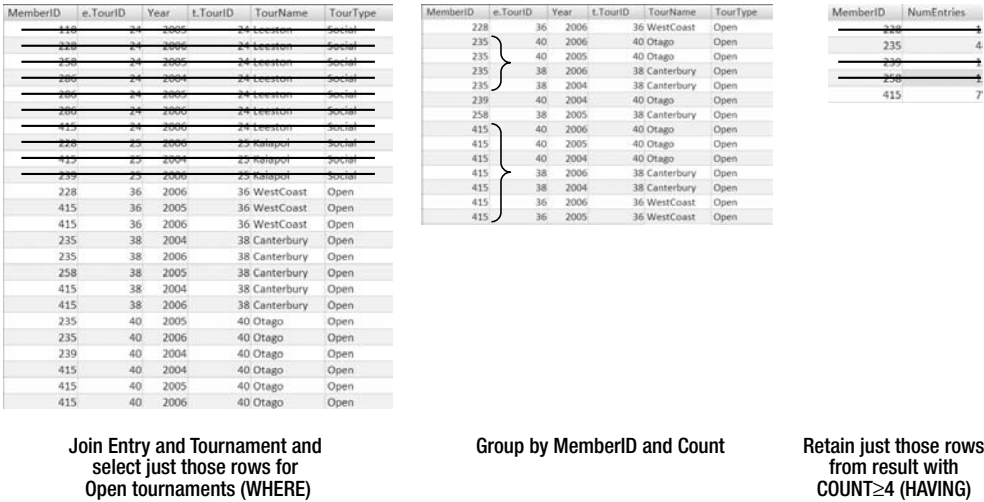 MemberID e.TourID Year t.TourID TourName TourType
118 24 2005 24 Leeston Social
228 24 2006 24 Leeston Social
258 24 2005 24 Leeston Social
286 24 2004 24 Leeston Social
286 24 2005 24 Leeston Social
286 24 2006 24 Leeston Social
415 24 2006 24 Leeston Social
228 25 2006 25 Kaiapoi Social
415 25 2004 25 Kaiapoi Social
239 25 2006 25 Kaiapoi Social
228 36 2006 36 WestCoast Open
415 36 2005 36 WestCoast Open
415 36 2006 36 WestCoast Open
235 38 2004 38 Canterbury Open
235 38 2006 38 Canterbury Open
258 38 2005 38 Canterbury Open
415 38 2004 38 Canterbury Open
415 38 2006 38 Canterbury Open
235 40 2005 40 Otago Open
235 40 2006 40 Otago Open
239 40 2004 40 Otago Open
415 40 2004 40 Otago Open
415 40 2005 40 Otago Open
415 40 2006 40 Otago Open
Join Entry and Tournament and
select just those rows for
Open tournaments (WHERE)
MemberID e.TourID Year t.TourID TourName TourType
228 36 2006 36 WestCoast Open
235 40 2006 40 Otago Open
235 40 2005 40 Otago Open
235 38 2006 38 Canterbury Open
235 38 2004 38 Canterbury Open
239 40 2004 40 Otago Open
258 38 2005 38 Canterbury Open
415 40 2006 40 Otago Open
415 40 2005 40 Otago Open
415 40 2004 40 Otago Open
415 38 2006 38 Canterbury Open
415 38 2004 38 Canterbury Open
415 36 2006 36 WestCoast Open
415 36 2005 36 WestCoast Open
Group by MemberID and Count
MemberID NumEntries
228 1
235 4
239 1
258 1
415 7
Retain just those rows
from result with
COUNT≥4 (HAVING)